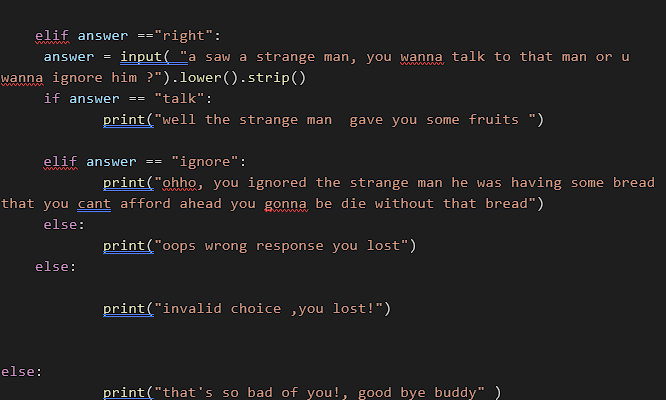 elif answer =="right":
answer = input( "a saw a strange man, you wanna talk to that man or u
wanna ignore him ?").lower().strip()
if answer == "talk":
print("well the strange man  gave you some fruits ")
elif answer == "ignore":
print("ohho, you ignored the strange man he was having some bread
that you cant afford ahead you gonna be die without that bread")
else:
print("oops wrong response you lost")
else:
print("invalid choice ,you lost!")
else:
print("that's so bad of you!, good bye buddy" )